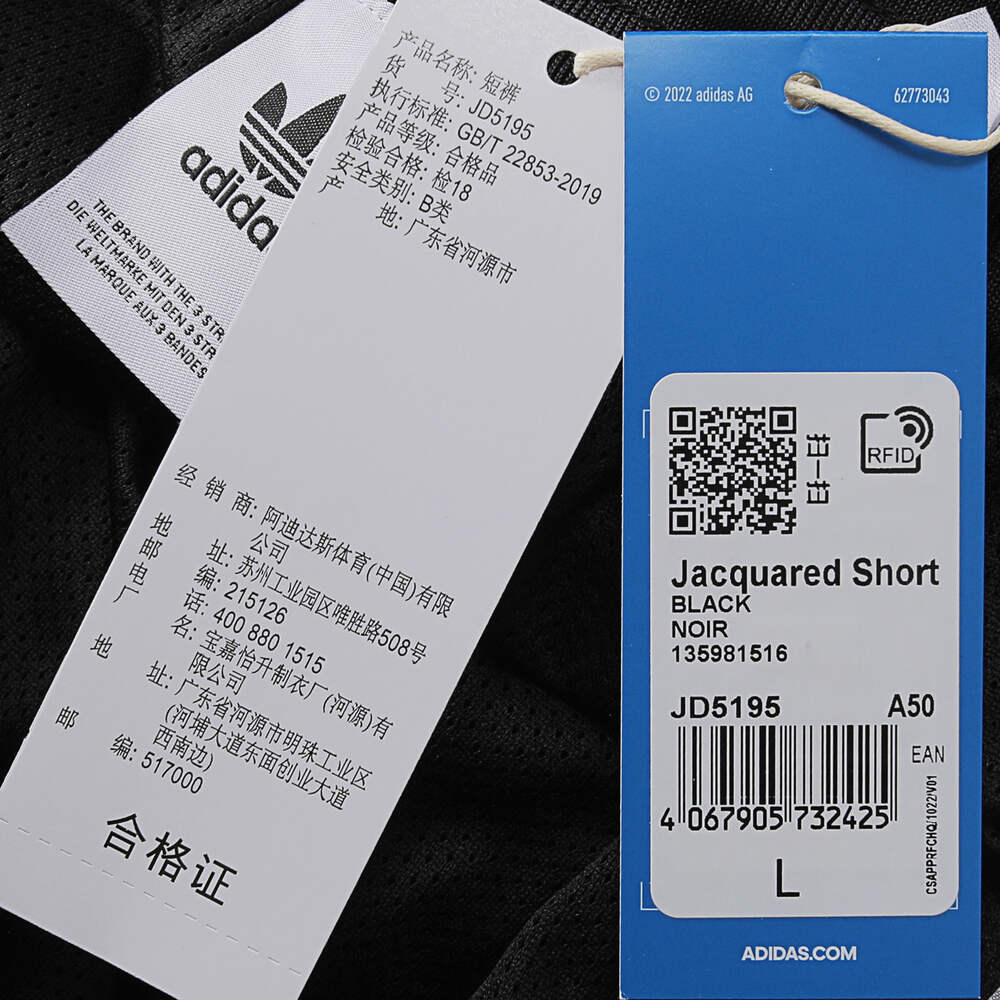 adidas
THE BRAND WITH THE 3 STR
DIE WELTMARKE MIT DEN 3 STR
LA MARQUE AUX 3 BANDES
产品名称: 短裤
货 号: JD5195
执行标准: GB/T 22853-2019
产品等级: 合格品
检验合格: 检18
安全类别: B类
产 地: 广东省河源市
经 销 商: 阿迪达斯体育(中国)有限
公司
地 址: 苏州工业园区唯胜路508号
邮 编: 215126
电 话: 400 880 1515
厂 名: 宝嘉怡升制衣厂 (河源)有
限公司
地 址: 广东省河源市明珠工业区
(河埔大道东面创业大道
西南边)
邮 编: 517000
合格证
© 2022 adidas AG
62773043
RFID
Jacquared Short
BLACK
NOIR
135981516
JD5195 A50
EAN
4 067905 732425
CSAPPRFCHQ/1022/V01
L
ADIDAS.COM